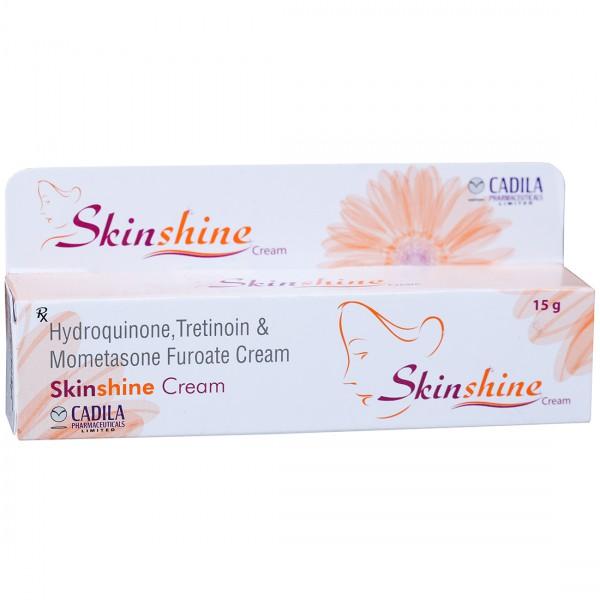 Skinshine
Cream
CADILA
PHARMACEUTICALS
LIMITED
Skinshine Cream
℞
Hydroquinone,Tretinoin &
Mometasone Furoate Cream
Skinshine Cream
CADILA
PHARMACEUTICALS
LIMITED
15 g
Skinshine
Cream